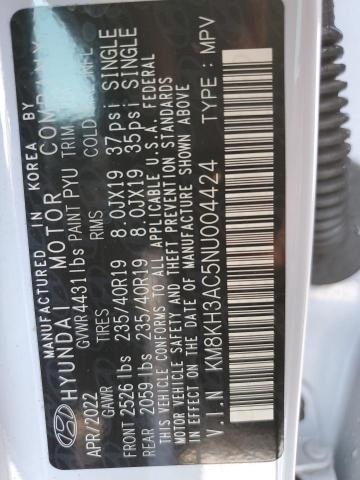 MANUFACTURED IN KOREA BY
HYUNDAI MOTOR COMPANY
APR/2022 GVWR 4431 lbs PAINT PYU TRIM
GAWR TIRES RIMS COLD
FRONT 2526 lbs 235/40R19 8.0JX19 37psi SINGLE
REAR 2059 lbs 235/40R19 8.0JX19 35psi SINGLE
THIS VEHICLE CONFORMS TO ALL APPLICABLE U.S.A. FEDERAL
MOTOR VEHICLE SAFETY AND THEFT PREVENTION STANDARDS
IN EFFECT ON THE DATE OF MANUFACTURE SHOWN ABOVE
V.I.N : KM8KH3AC5NU004424 TYPE : MPV